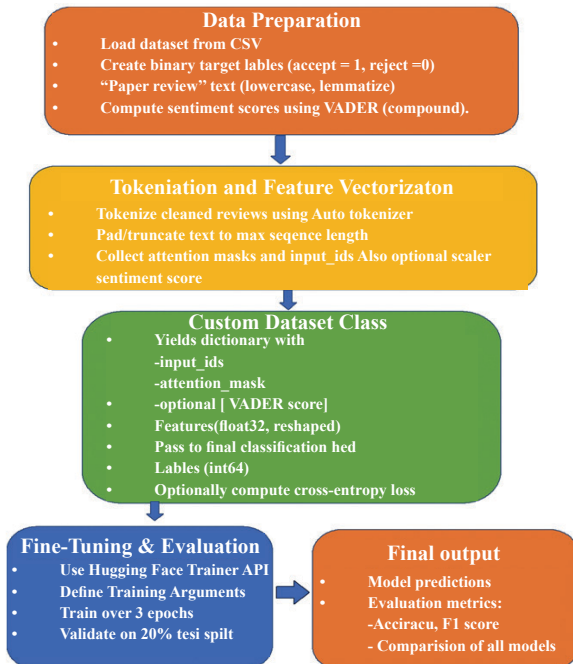 Data Preparation
• Load dataset from CSV
• Create binary target lables (accept = 1, reject =0)
• “Paper review” text (lowercase, lemmatize)
• Compute sentiment scores using VADER (compound).
Tokeniation and Feature Vectorizaton
• Tokenize cleaned reviews using Auto tokenizer
• Pad/truncate text to max seqence length
• Collect attention masks and input_ids Also optional scaler
sentiment score
Custom Dataset Class
• Yields dictionary with
-input_ids
-attention_mask
• -optional [ VADER score]
• Features(float32, reshaped)
• Pass to final classification hed
• Lables (int64)
• Optionally compute cross-entropy loss
Fine-Tuning & Evaluation
• Use Hugging Face Trainer API
• Define Training Arguments
• Train over 3 epochs
• Validate on 20% tesi spilt
Final output
• Model predictions
• Evaluation metrics:
-Acciracu, F1 score
- Comparision of all models